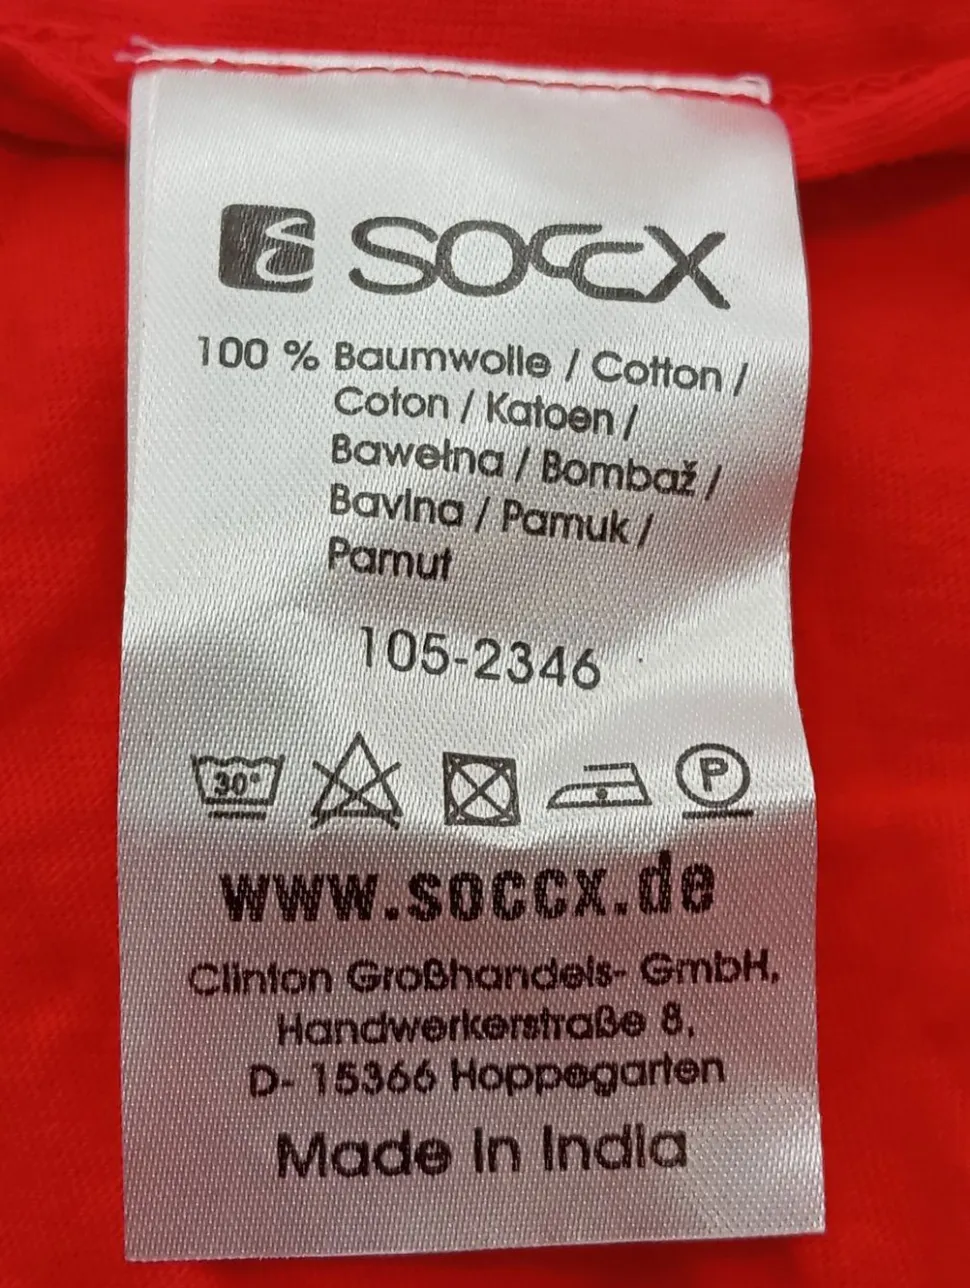 SOCCX
100 % Baumwolle / Cotton /
Coton / Katoen /
Bawełna / Bombaž /
Bavlna / Pamuk /
Pamut
105-2346
30°
P
www.soccx.de
Clinton Großhandels- GmbH,
Handwerkerstraße 8,
D- 15366 Hoppegarten
Made in India